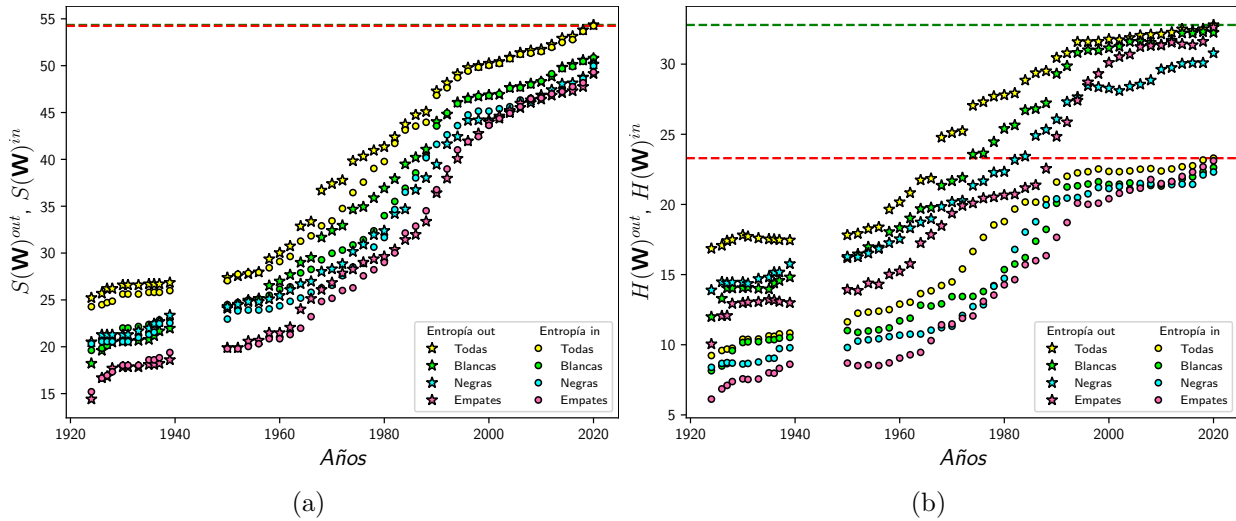 S(W)^out, S(W)^in
55
50
45
40
35
30
25
20
15
1920 1940 1960 1980 2000 2020
Años
Entropía out Entropía in
Todas Todas
Blancas Blancas
Negras Negras
Empates Empates
(a)
H(W)^out, H(W)^in
30
25
20
15
10
5
1920 1940 1960 1980 2000 2020
Años
Entropía out Entropía in
Todas Todas
Blancas Blancas
Negras Negras
Empates Empates
(b)